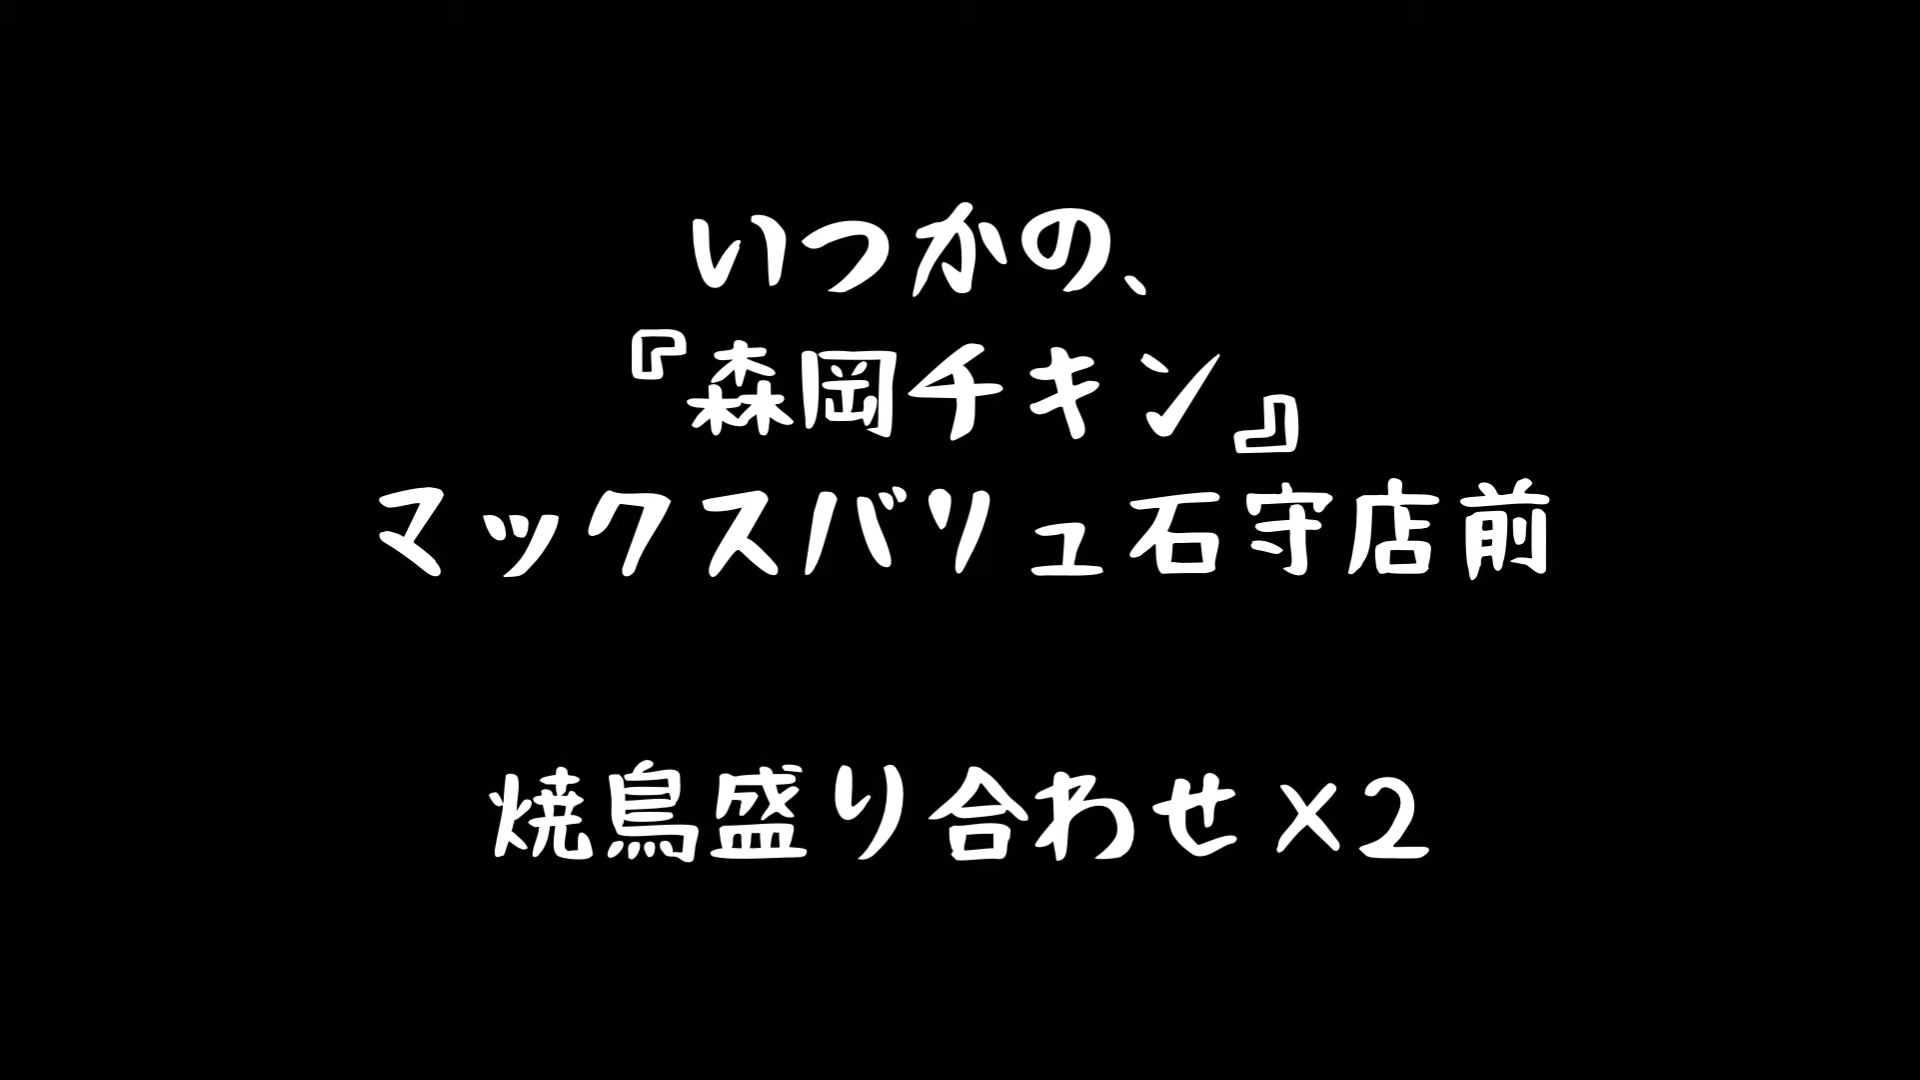 いつかの、
『森岡チキン』
マックスバリュ石守店前
焼鳥盛り合わせ×2